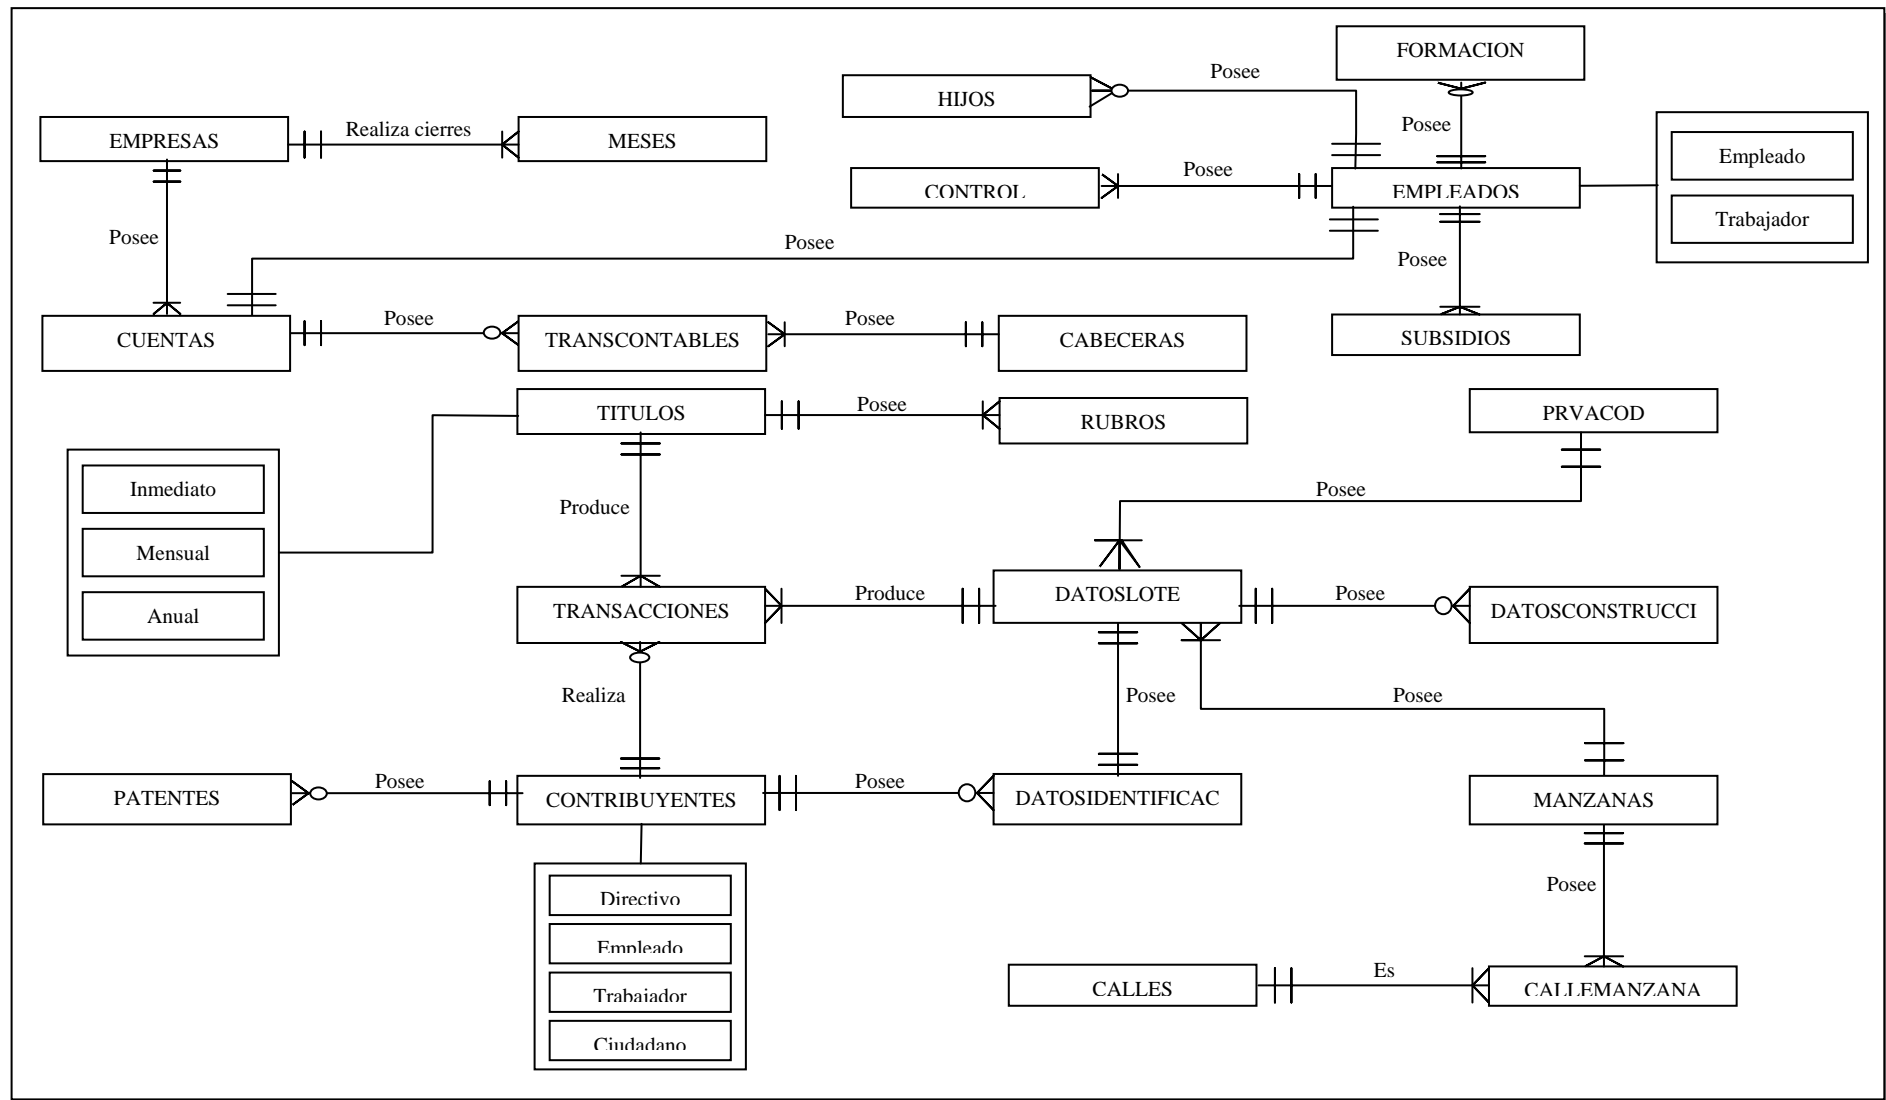 FORMACION
Posee
HIJOS
Posee
EMPRESAS
Realiza cierres
MESES
Empleado
CONTROL
Posee
EMPLEADOS
Trabajador
Posee
Posee
Posee
CUENTAS
Posee
TRANSCONTABLES
Posee
CABECERAS
SUBSIDIOS
TITULOS
Posee
RUBROS
PRVACOD
Inmediato
Posee
Produce
Mensual
Anual
TRANSACCIONES
Produce
DATOSLOTE
Posee
DATOSCONSTRUCCI
Realiza
Posee
Posee
PATENTES
Posee
CONTRIBUYENTES
Posee
DATOSIDENTIFICAC
MANZANAS
Directivo
Posee
Empleado
Trabajador
Ciudadano
CALLES
Es
CALLEMANZANA